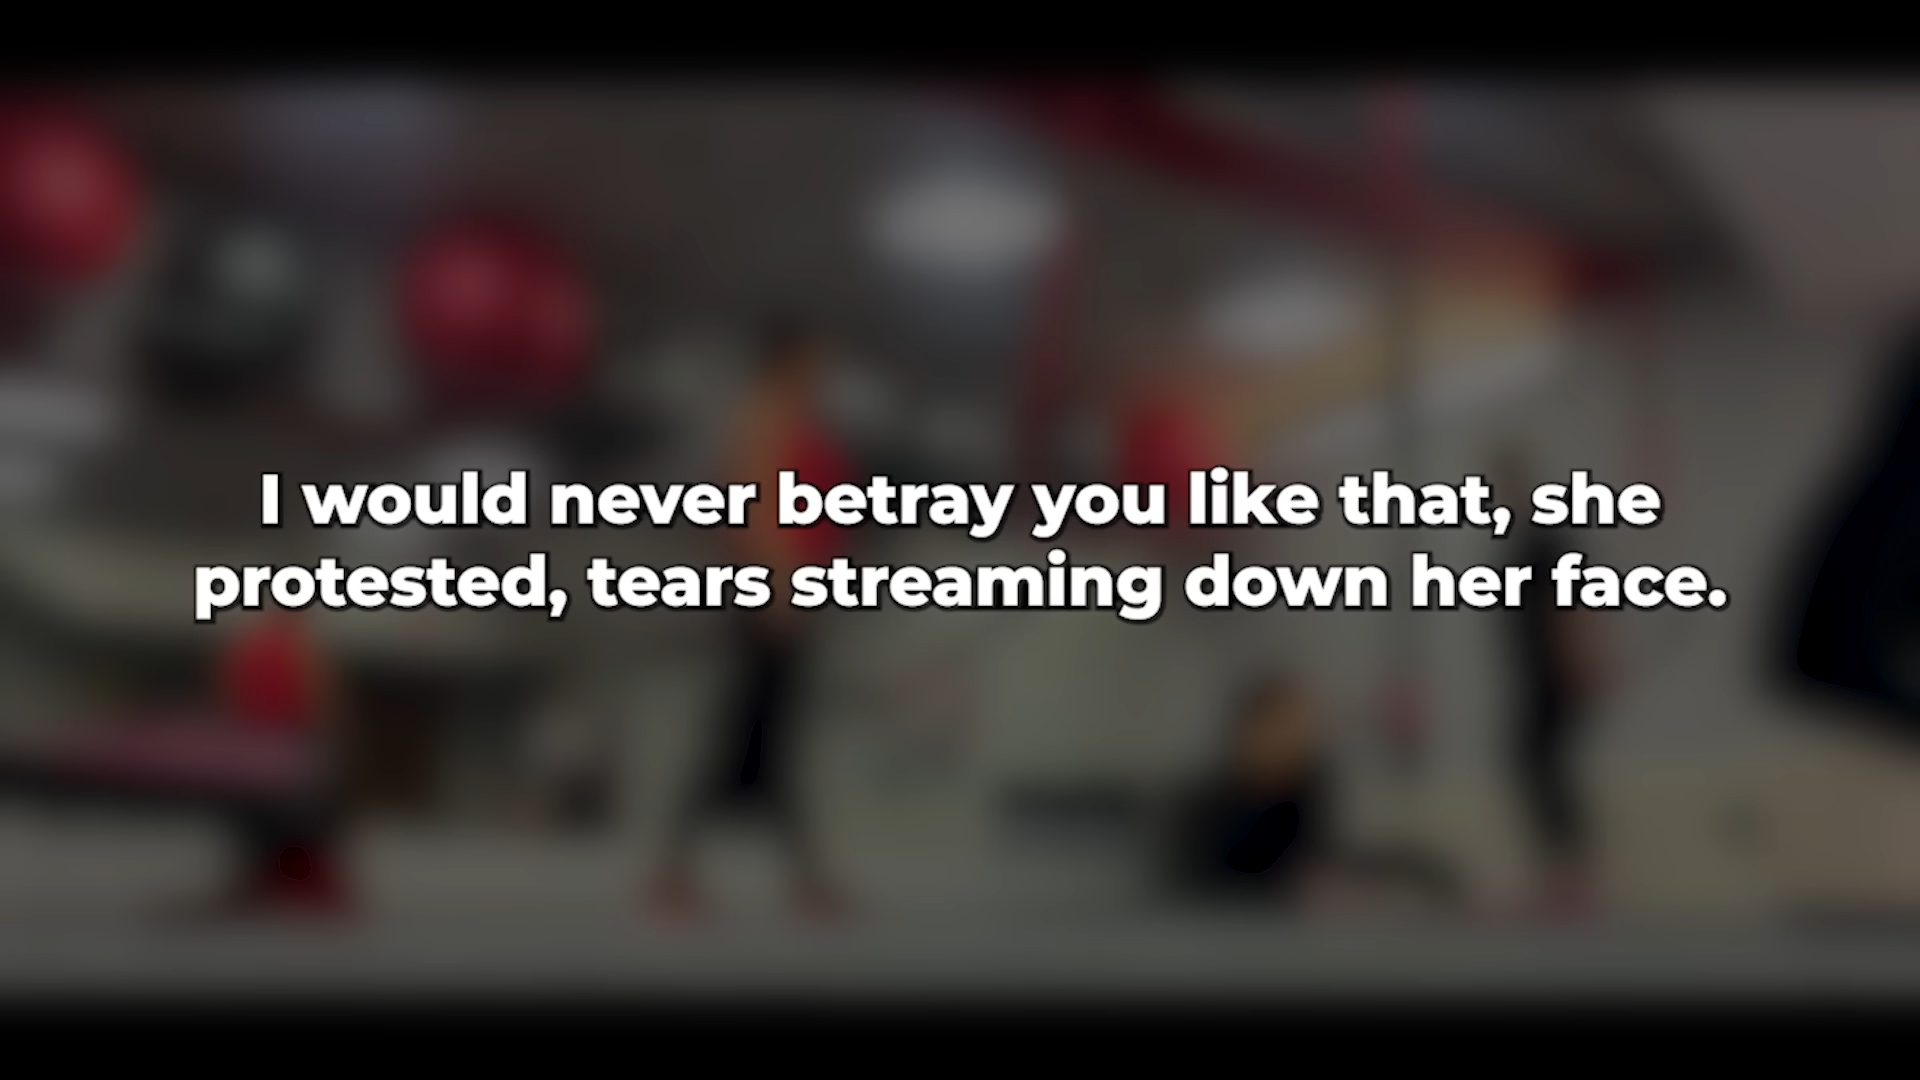 I would never betray you like that, she
protested, tears streaming down her face.